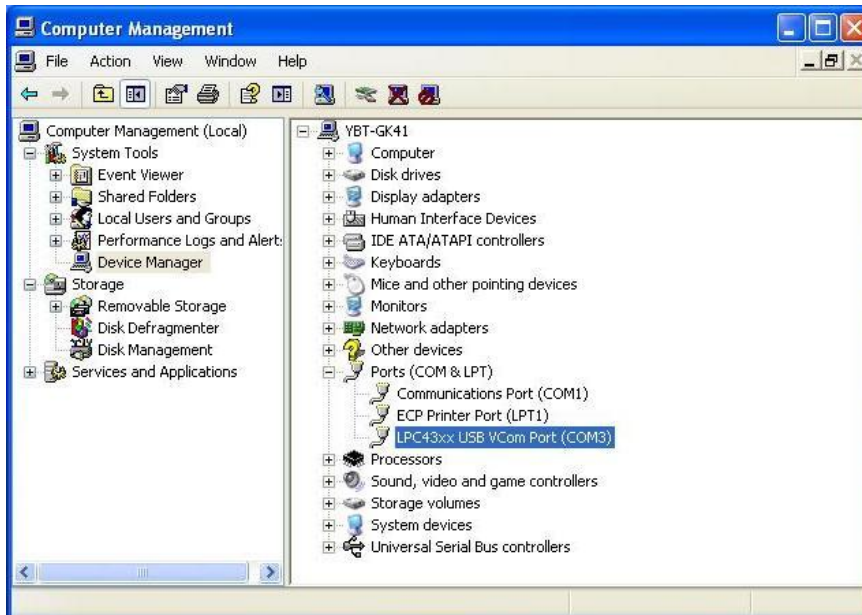 Computer Management
File Action View Window Help
Computer Management (Local)
System Tools
Event Viewer
Shared Folders
Local Users and Groups
Performance Logs and Alert:
Device Manager
Storage
Removable Storage
Disk Defragmenter
Disk Management
Services and Applications
YBT-GK41
Computer
Disk drives
Display adapters
Human Interface Devices
IDE ATA/ATAPI controllers
Keyboards
Mice and other pointing devices
Monitors
Network adapters
Other devices
Ports (COM & LPT)
Communications Port (COM1)
ECP Printer Port (LPT1)
LPC43xx USB VCom Port (COM3)
Processors
Sound, video and game controllers
Storage volumes
System devices
Universal Serial Bus controllers